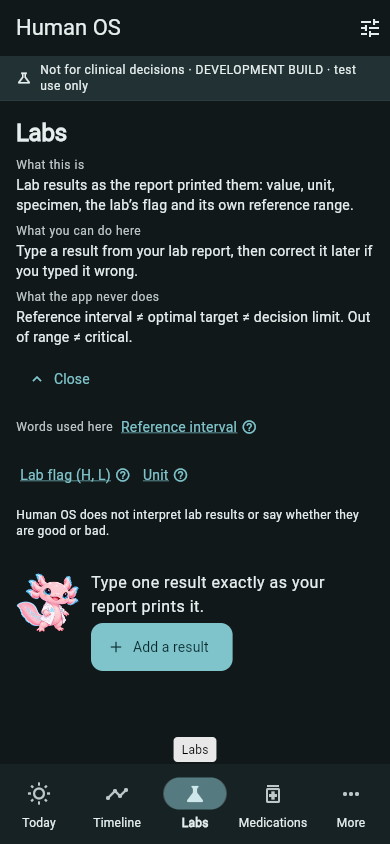 Human OS
Not for clinical decisions · DEVELOPMENT BUILD · test
use only
Labs
What this is
Lab results as the report printed them: value, unit,
specimen, the lab’s flag and its own reference range.
What you can do here
Type a result from your lab report, then correct it later if
you typed it wrong.
What the app never does
Reference interval ≠ optimal target ≠ decision limit. Out
of range ≠ critical.
Close
Words used here Reference interval ?
Lab flag (H, L) ? Unit ?
Human OS does not interpret lab results or say whether they
are good or bad.
Type one result exactly as your
report prints it.
+ Add a result
Labs
Today Timeline Labs Medications More